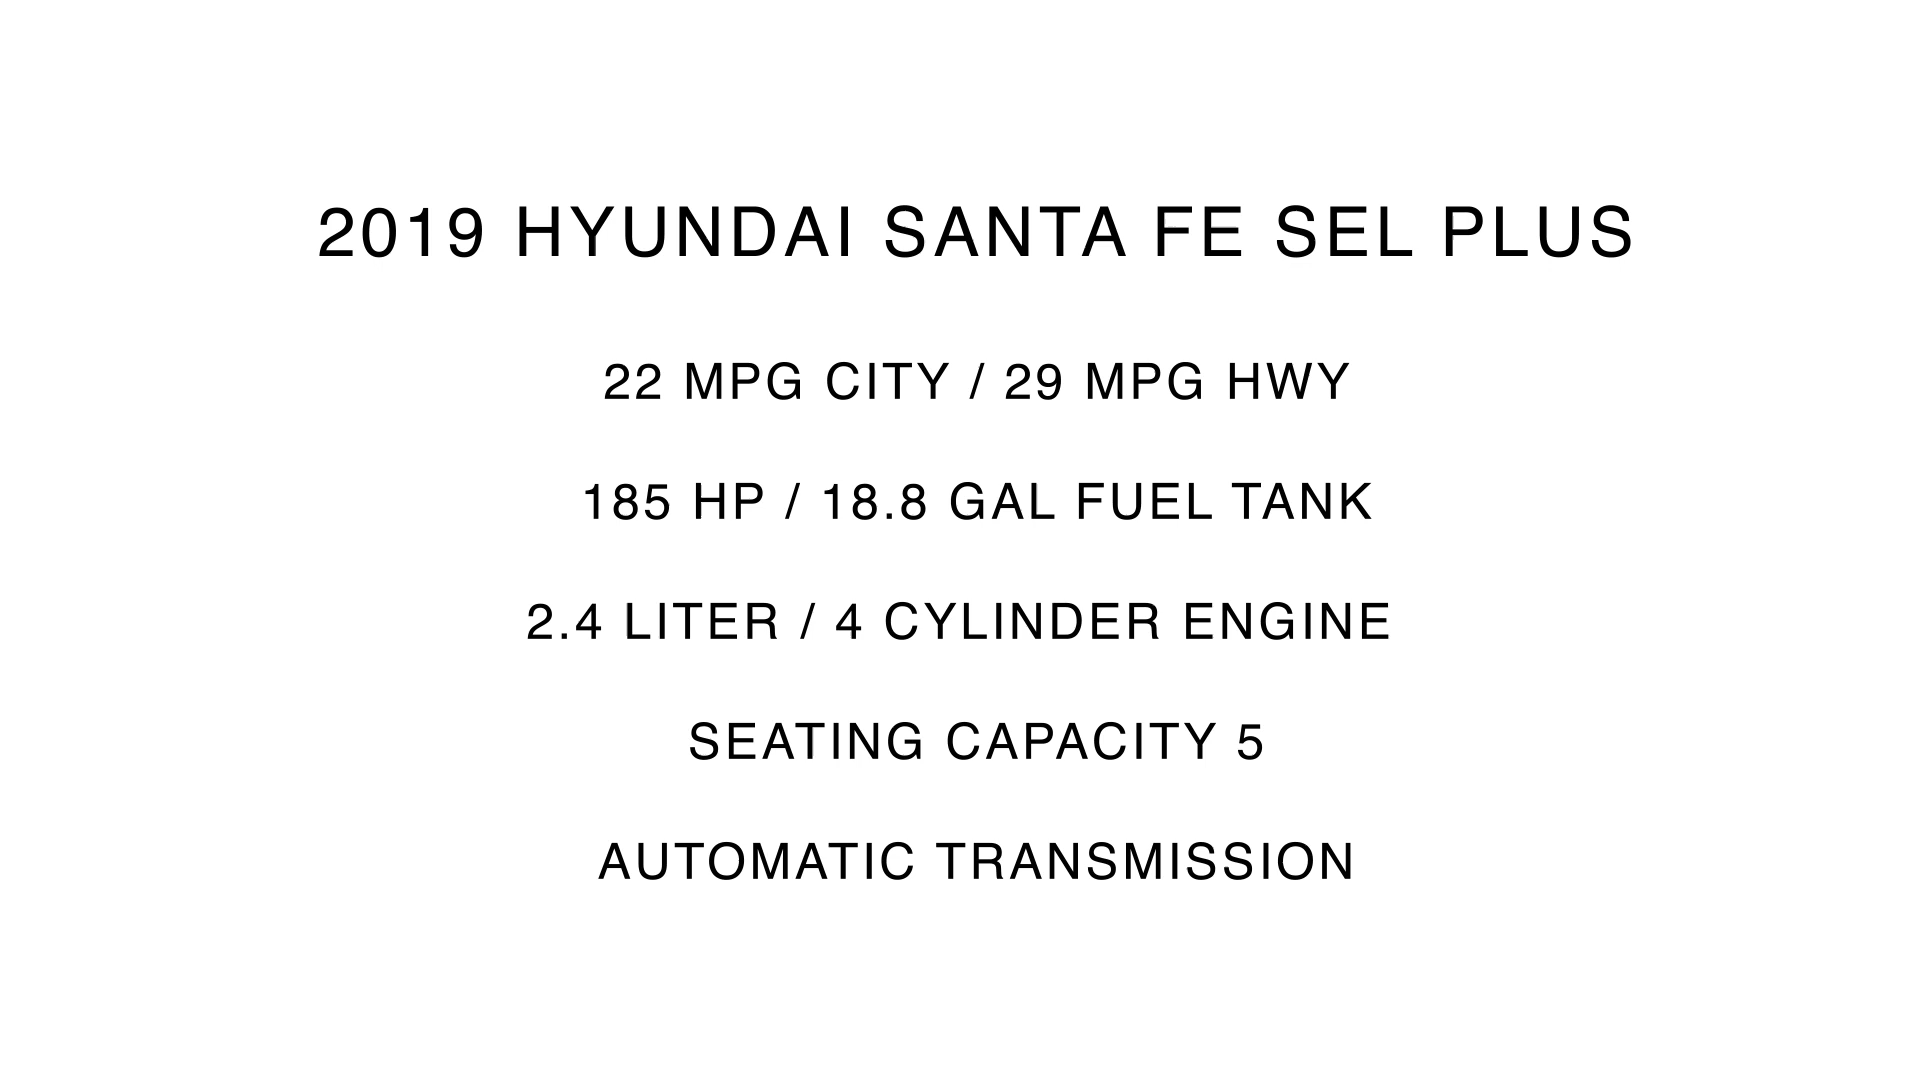 2019 HYUNDAI SANTA FE SEL PLUS
22 MPG CITY / 29 MPG HWY
185 HP / 18.8 GAL FUEL TANK
2.4 LITER / 4 CYLINDER ENGINE
SEATING CAPACITY 5
AUTOMATIC TRANSMISSION